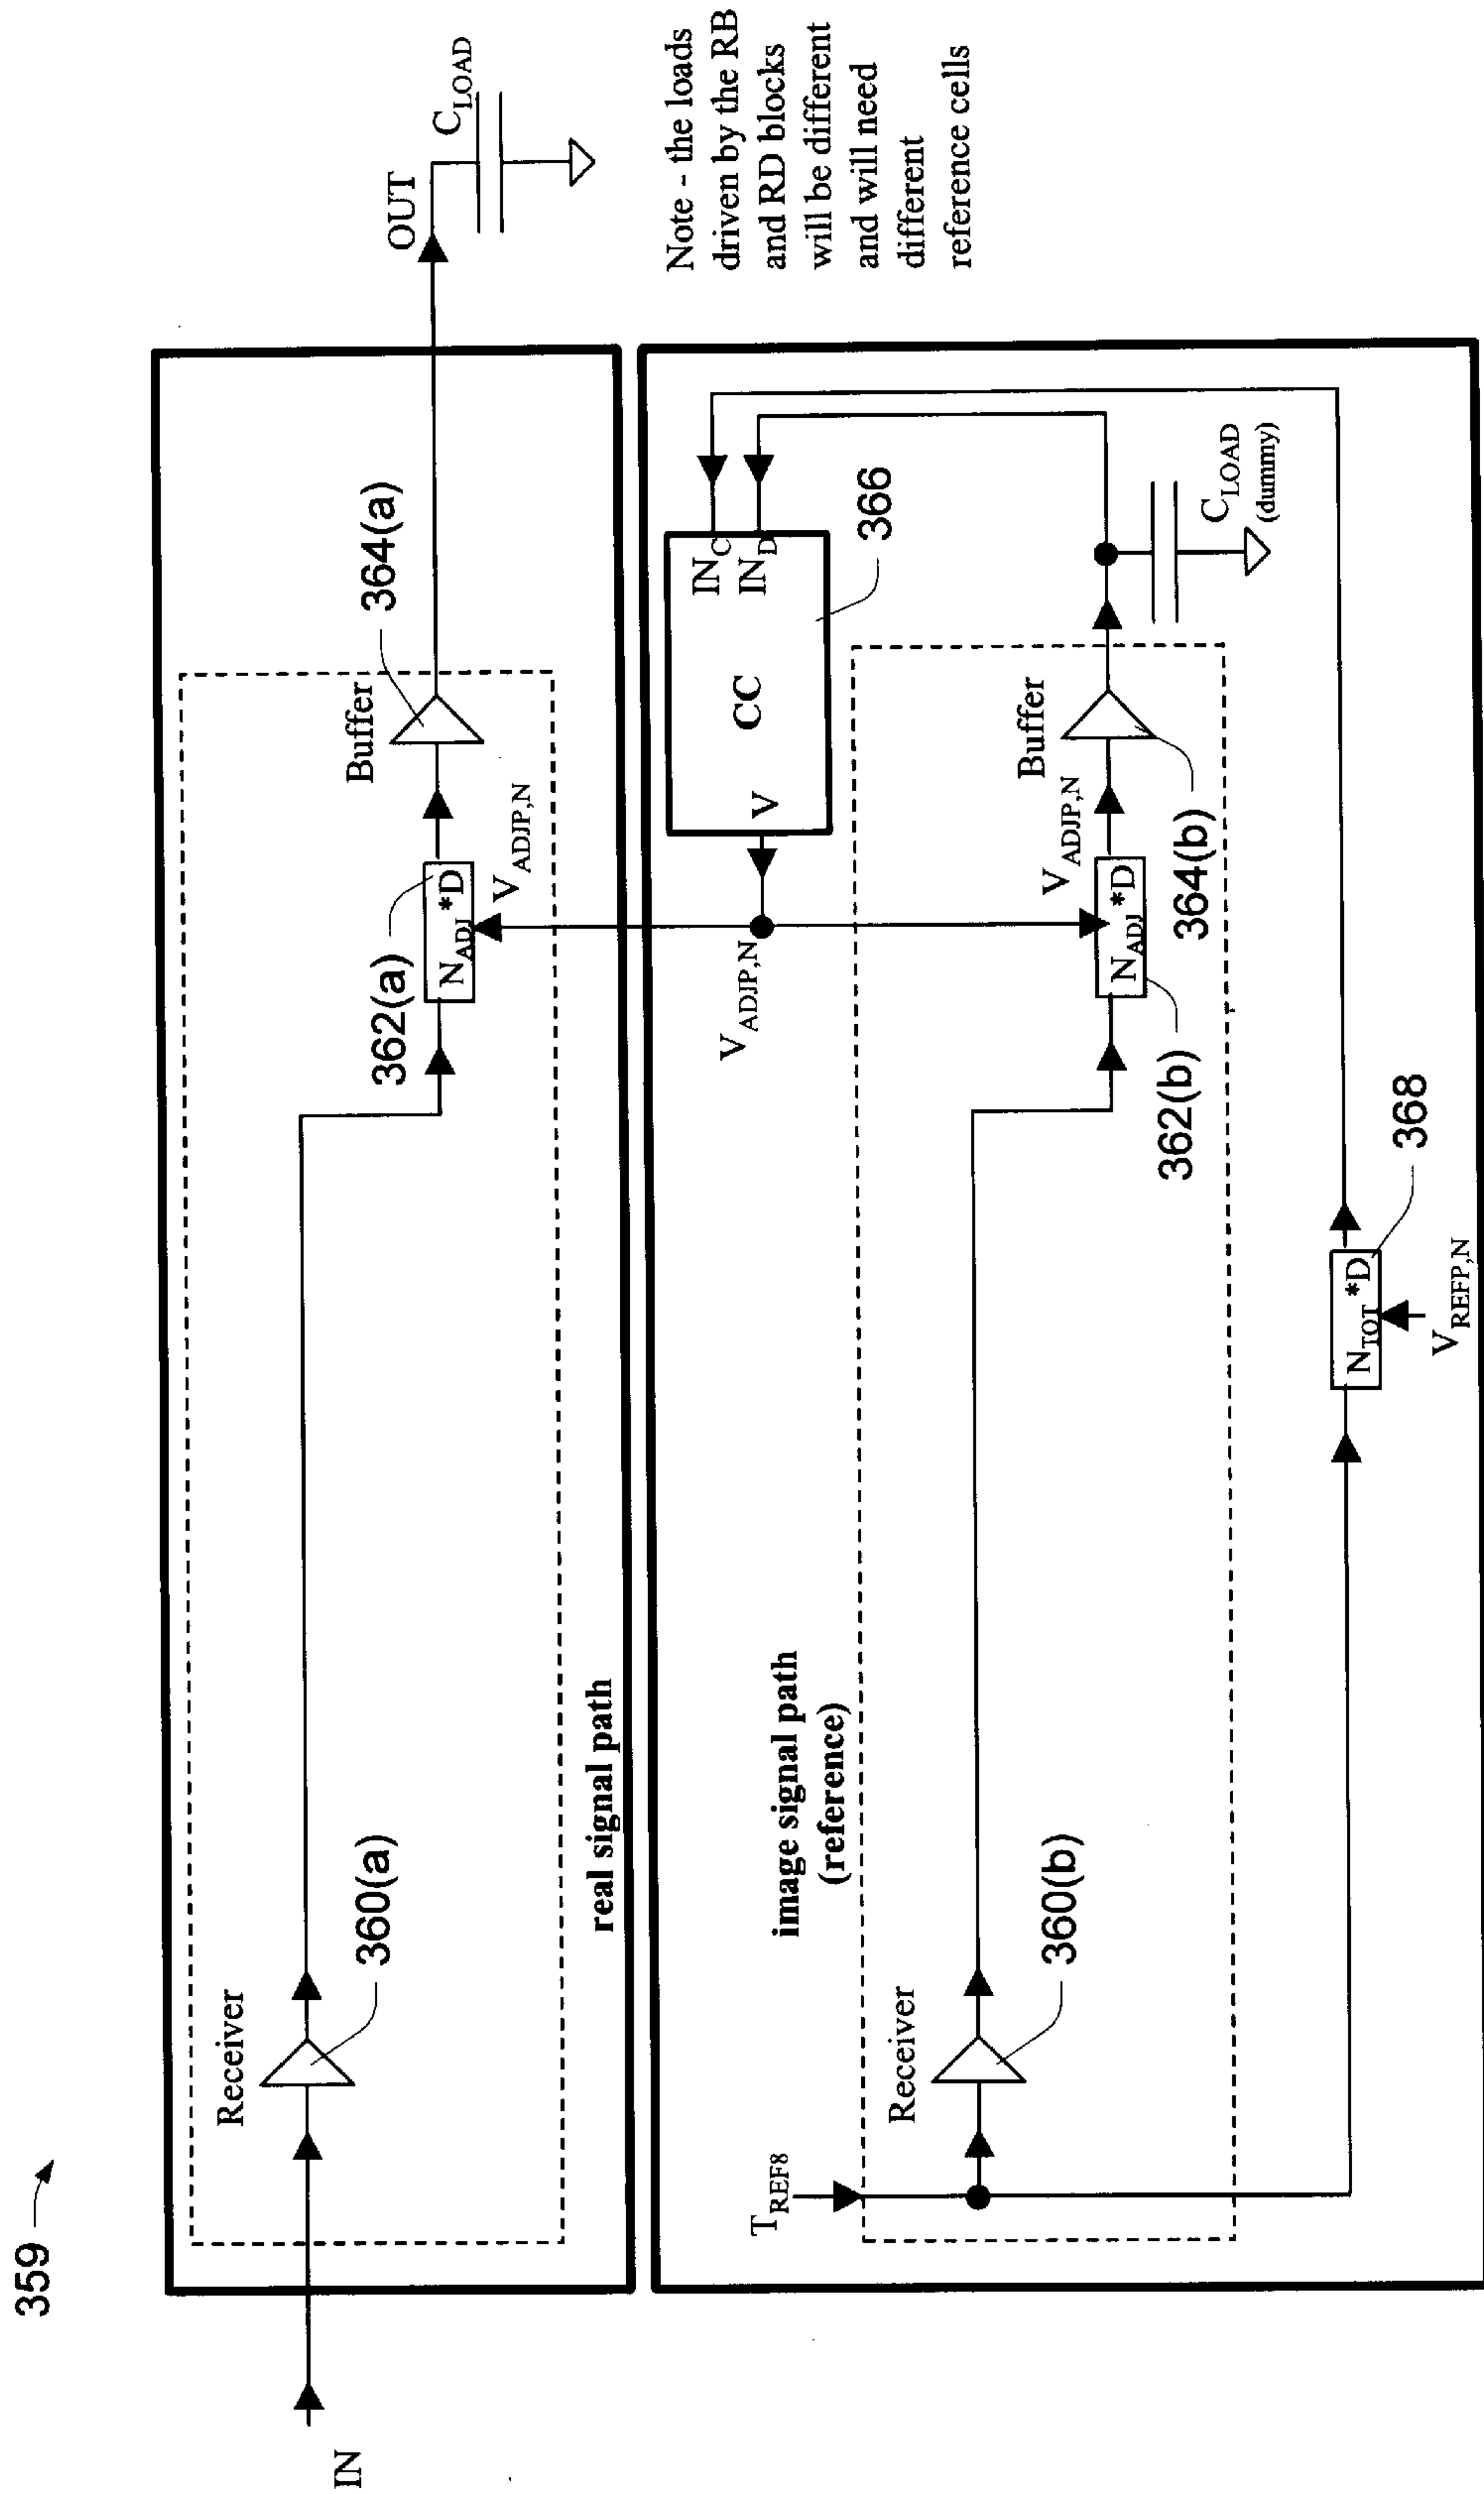 359
IN
Receiver
360(a)
362(a)
N_ADJ *D
V_ADJP,N
Buffer
364(a)
OUT
C_LOAD
real signal path
Note - the loads
driven by the RB
and RD blocks
will be different
and will need
different
reference cells
image signal path
(reference)
T_REF8
Receiver
360(b)
V_ADJP,N
V
CC
IN_C
IN_D
366
362(b)
N_ADJ *D
V_ADJP,N
Buffer
364(b)
C_LOAD
(dummy)
N_TOT *D
368
V_REFP,N